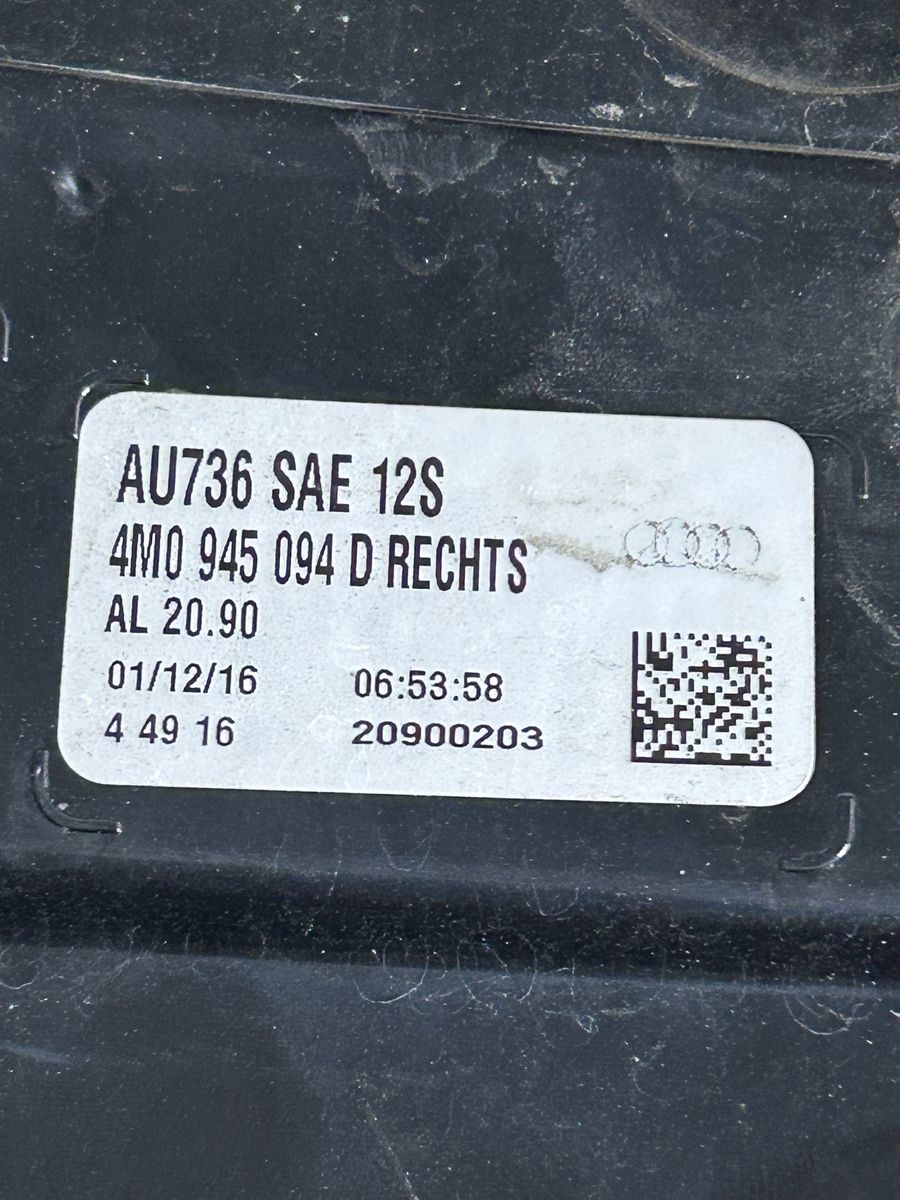 AU736 SAE 12S
4M0 945 094 D RECHTS
AL 20.90
01/12/16 06:53:58
4 49 16 20900203